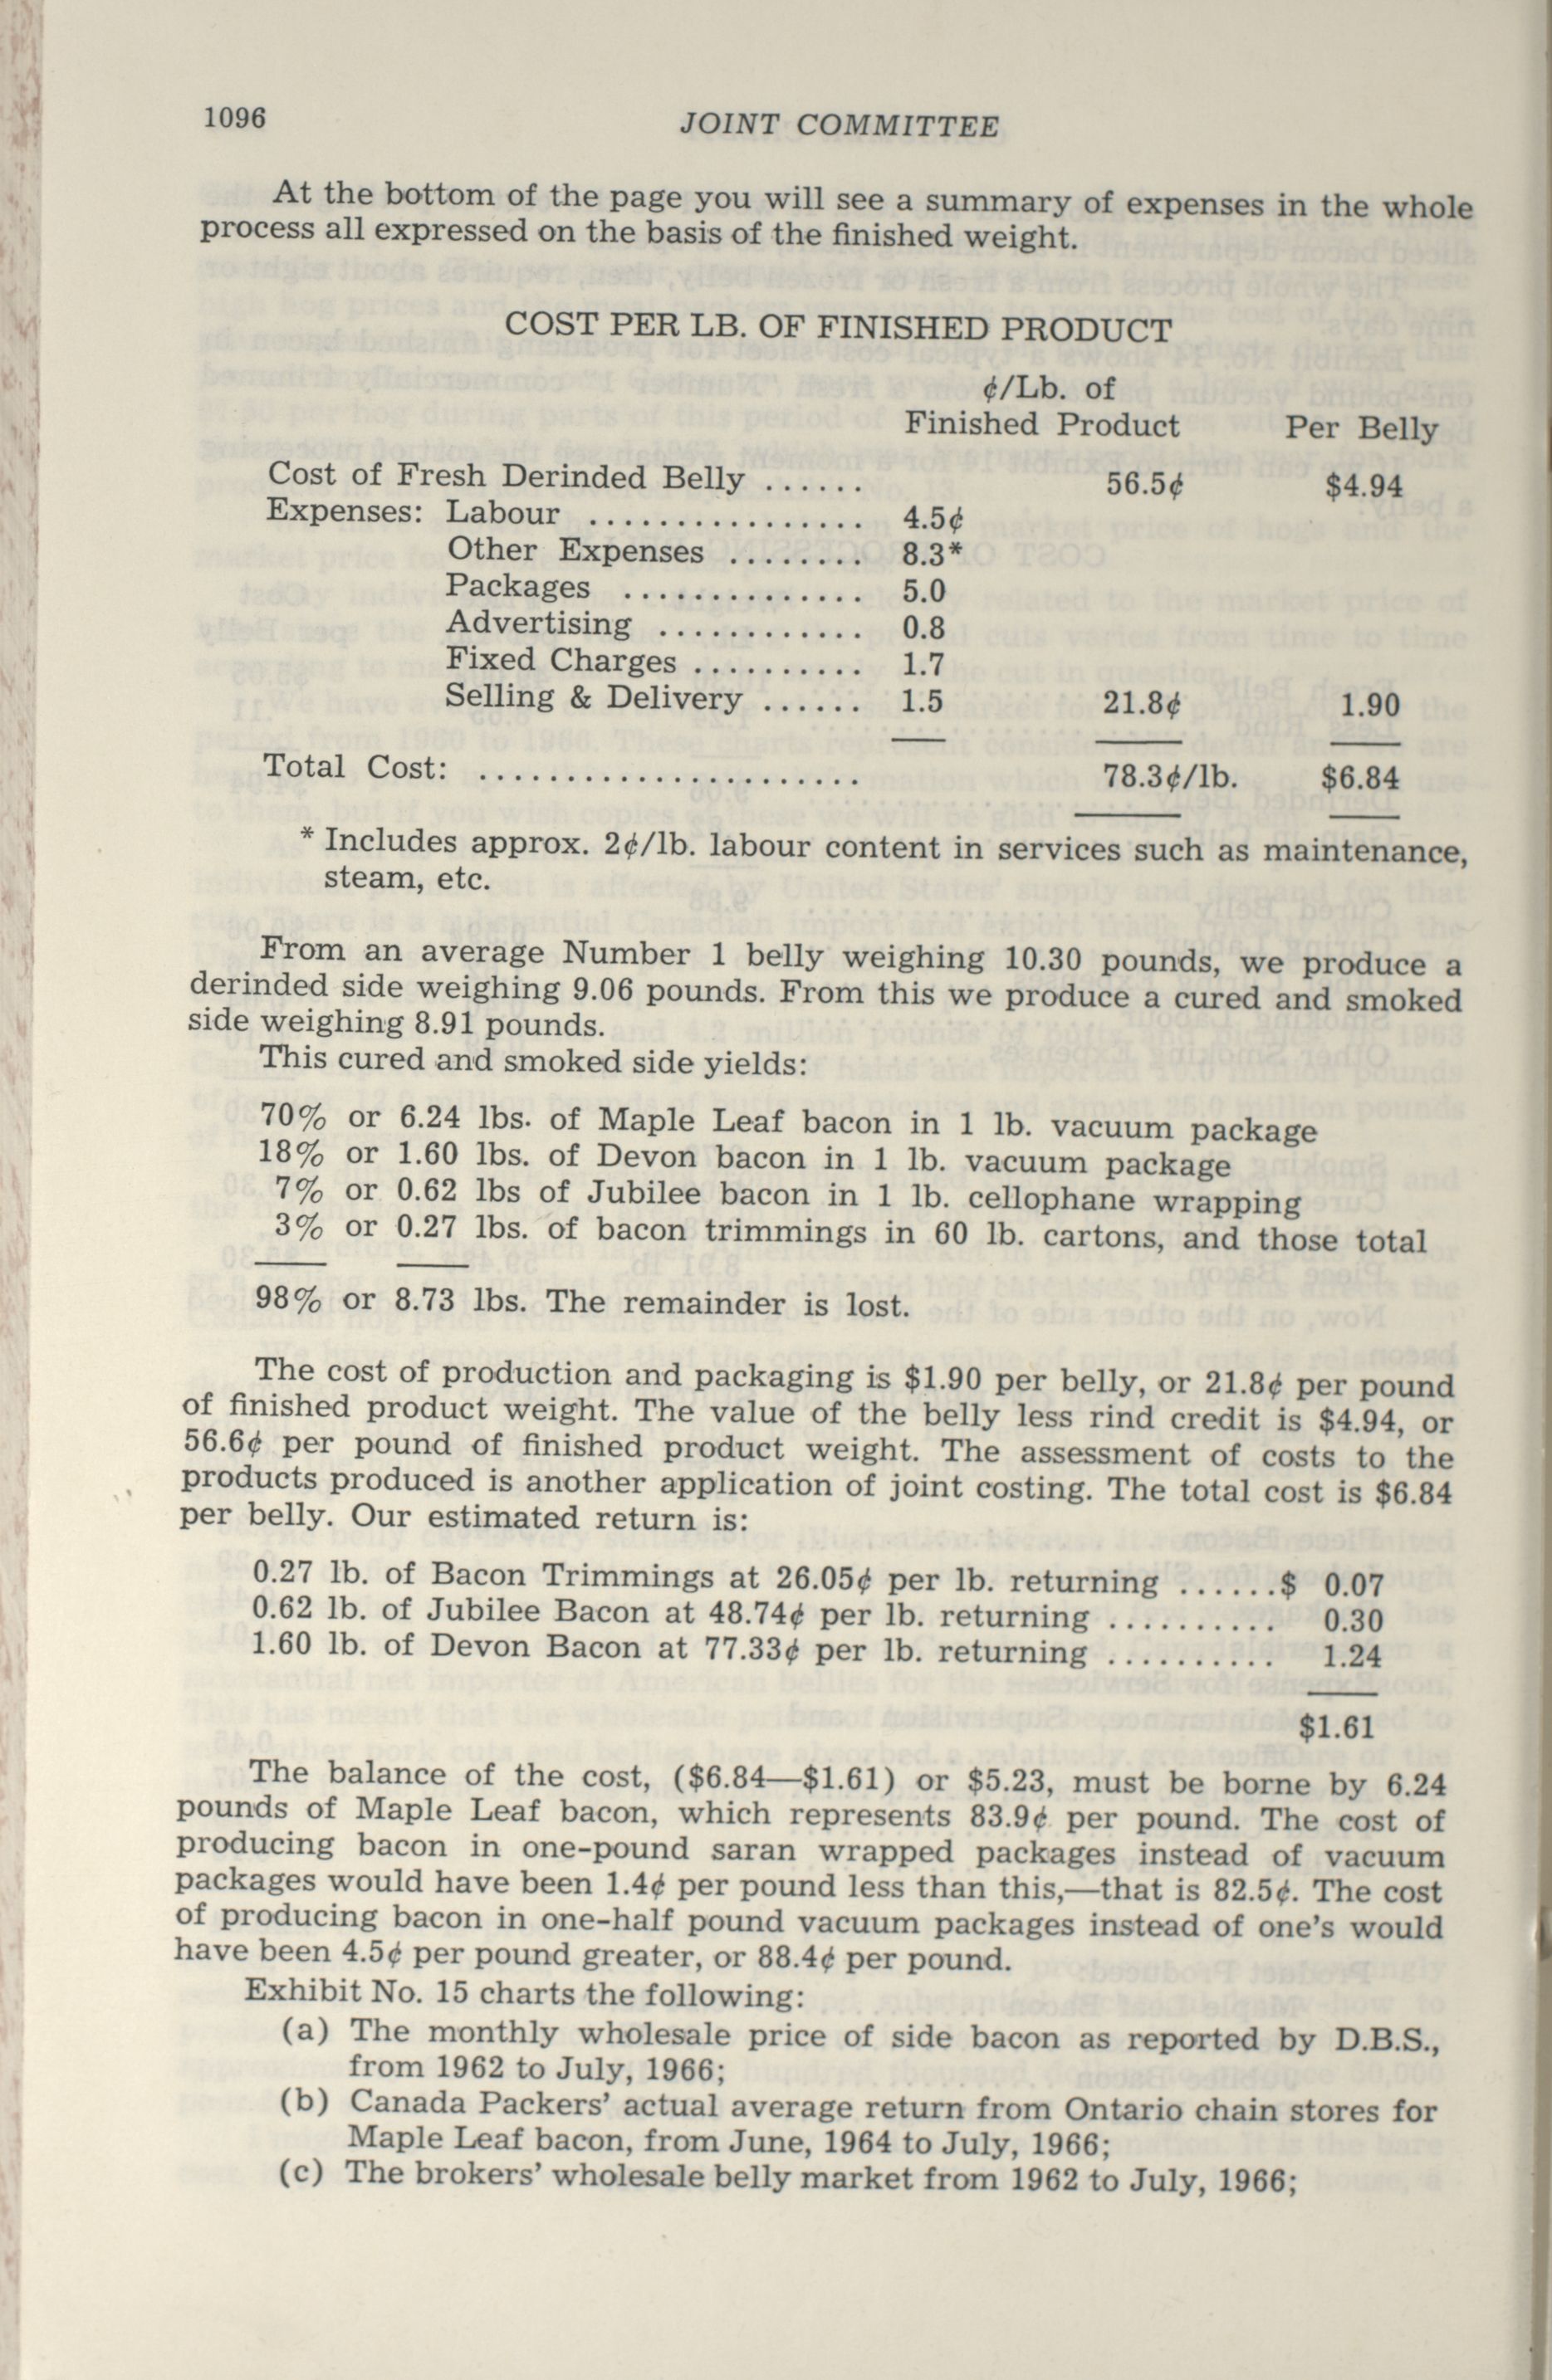 1096
JOINT COMMITTEE
At the bottom of the page you will see a summary of expenses in the whole
process all expressed on the basis of the finished weight.
COST PER LB. OF FINISHED PRODUCT
¢/Lb. of
Finished Product Per Belly
Cost of Fresh Derinded Belly ...... 56.5¢ $4.94
Expenses: Labour ................ 4.5¢
Other Expenses ........ 8.3*
Packages .............. 5.0
Advertising ............ 0.8
Fixed Charges .......... 1.7
Selling & Delivery ...... 1.5 21.8¢ 1.90
Total Cost: ...................... 78.3¢/lb. $6.84
* Includes approx. 2¢/lb. labour content in services such as maintenance,
steam, etc.
From an average Number 1 belly weighing 10.30 pounds, we produce a
derinded side weighing 9.06 pounds. From this we produce a cured and smoked
side weighing 8.91 pounds.
This cured and smoked side yields:
70% or 6.24 lbs. of Maple Leaf bacon in 1 lb. vacuum package
18% or 1.60 lbs. of Devon bacon in 1 lb. vacuum package
7% or 0.62 lbs of Jubilee bacon in 1 lb. cellophane wrapping
3% or 0.27 lbs. of bacon trimmings in 60 lb. cartons, and those total
98% or 8.73 lbs. The remainder is lost.
The cost of production and packaging is $1.90 per belly, or 21.8¢ per pound
of finished product weight. The value of the belly less rind credit is $4.94, or
56.6¢ per pound of finished product weight. The assessment of costs to the
products produced is another application of joint costing. The total cost is $6.84
per belly. Our estimated return is:
0.27 lb. of Bacon Trimmings at 26.05¢ per lb. returning ......$ 0.07
0.62 lb. of Jubilee Bacon at 48.74¢ per lb. returning .......... 0.30
1.60 lb. of Devon Bacon at 77.33¢ per lb. returning .......... 1.24
$1.61
The balance of the cost, ($6.84—$1.61) or $5.23, must be borne by 6.24
pounds of Maple Leaf bacon, which represents 83.9¢ per pound. The cost of
producing bacon in one-pound saran wrapped packages instead of vacuum
packages would have been 1.4¢ per pound less than this,—that is 82.5¢. The cost
of producing bacon in one-half pound vacuum packages instead of one's would
have been 4.5¢ per pound greater, or 88.4¢ per pound.
Exhibit No. 15 charts the following:
(a) The monthly wholesale price of side bacon as reported by D.B.S.,
from 1962 to July, 1966;
(b) Canada Packers' actual average return from Ontario chain stores for
Maple Leaf bacon, from June, 1964 to July, 1966;
(c) The brokers' wholesale belly market from 1962 to July, 1966;